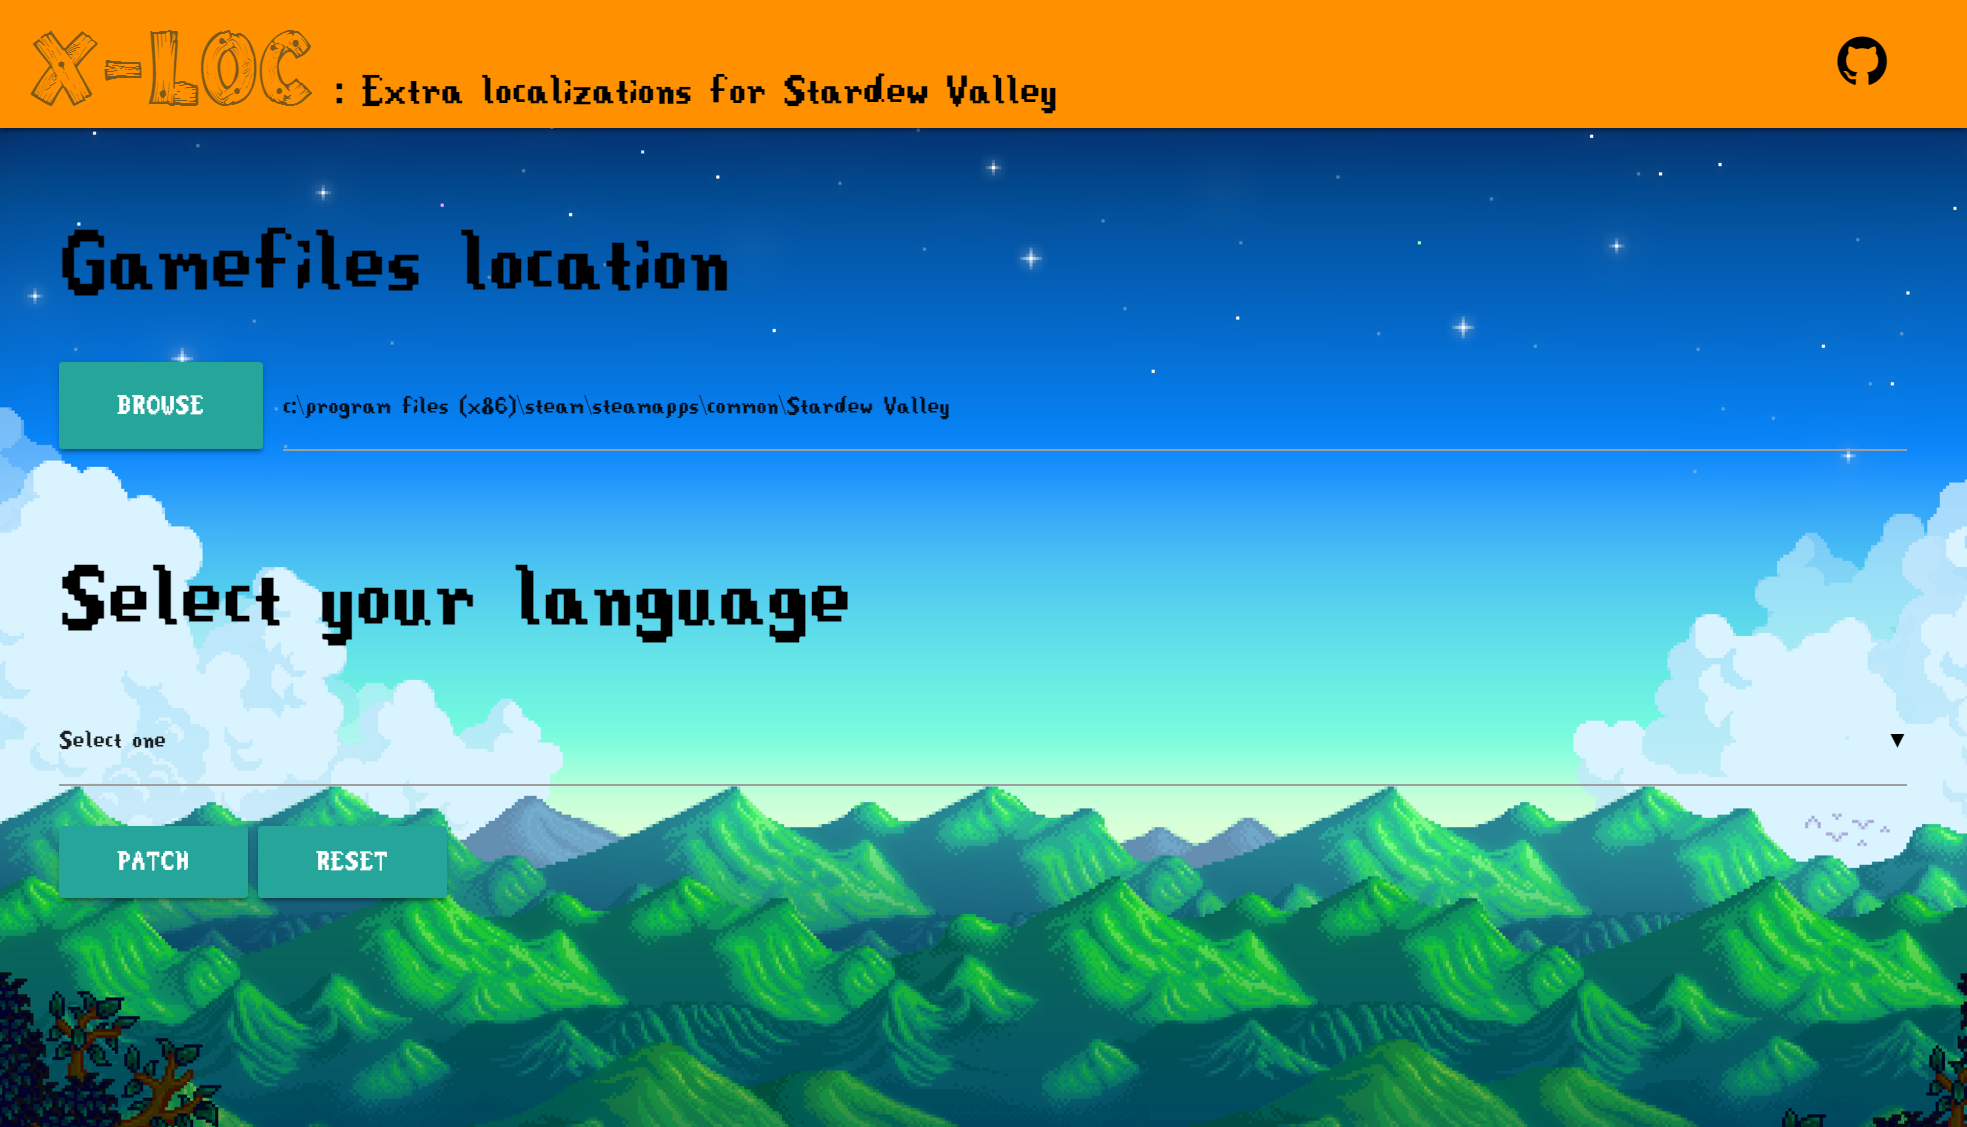 X-LOC : Extra localizations for Stardew Valley
Gamefiles location
BROWSE c:\program files (x86)\steam\steamapps\common\Stardew Valley
Select your language
Select one
PATCH RESET